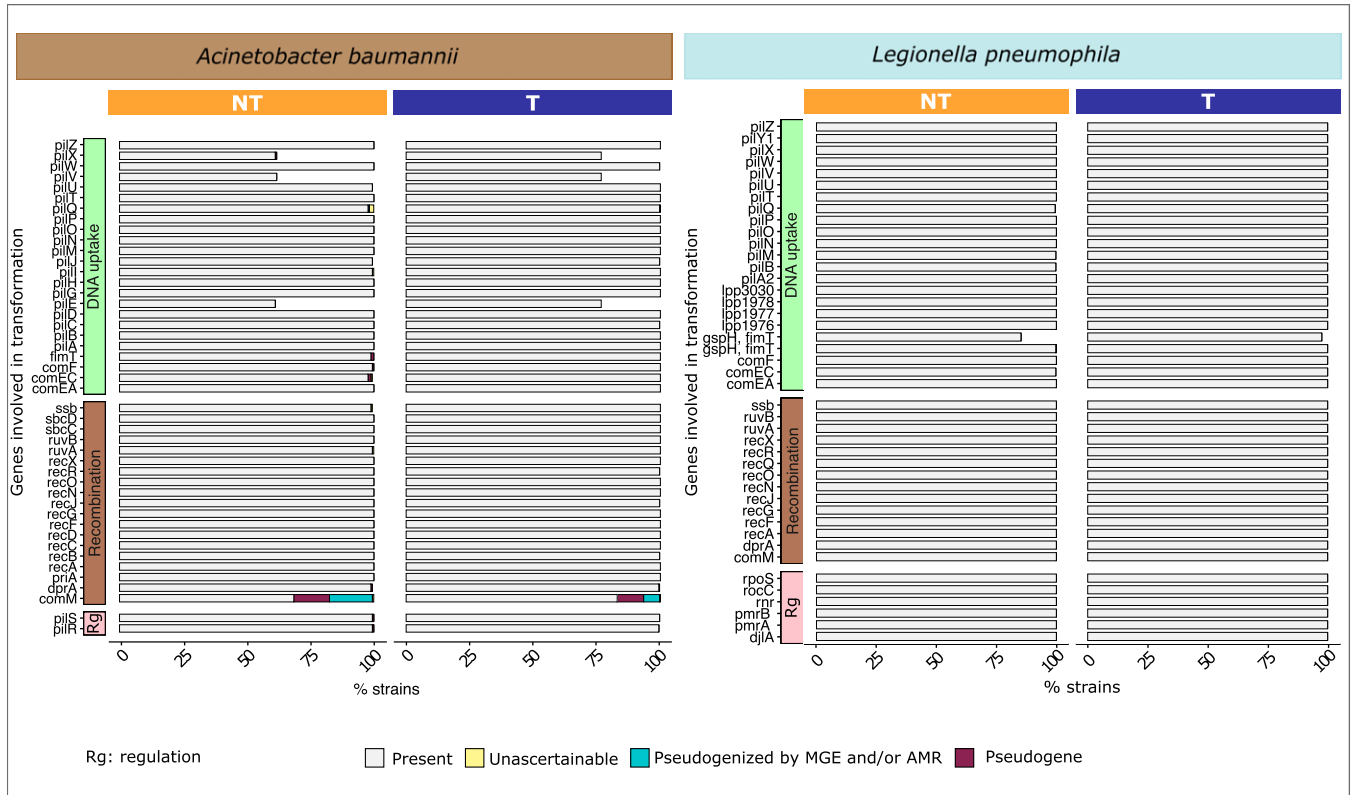 Acinetobacter baumannii
Legionella pneumophila
NT
T
NT
T
Genes involved in transformation
DNA uptake
pilZ
pilX
pilW
pilV
pilU
pilT
pilQ
pilP
pilO
pilN
pilM
pilJ
pilI
pilH
pilG
pilE
pilD
pilC
pilB
pilA
fimT
comF
comEC
comEA
Recombination
ssb
sbcD
sbcC
ruvB
ruvA
recX
recR
recO
recN
recJ
recG
recF
recD
recC
recB
recA
priA
dprA
comM
Rg
pilS
pilR
0 25 50 75 100
0 25 50 75 100
% strains
Genes involved in transformation
DNA uptake
pilZ
pilY1
pilX
pilW
pilV
pilU
pilT
pilQ
pilP
pilO
pilN
pilM
pilB
pilA2
lpp3030
lpp1978
lpp1977
lpp1976
gspH, fimT
gspH, fimT
comF
comEC
comEA
Recombination
ssb
ruvB
ruvA
recX
recR
recQ
recO
recN
recJ
recG
recF
recA
dprA
comM
Rg
rpoS
rocC
rnr
pmrB
pmrA
djlA
0 25 50 75 100
0 25 50 75 100
% strains
Rg: regulation
Present
Unascertainable
Pseudogenized by MGE and/or AMR
Pseudogene